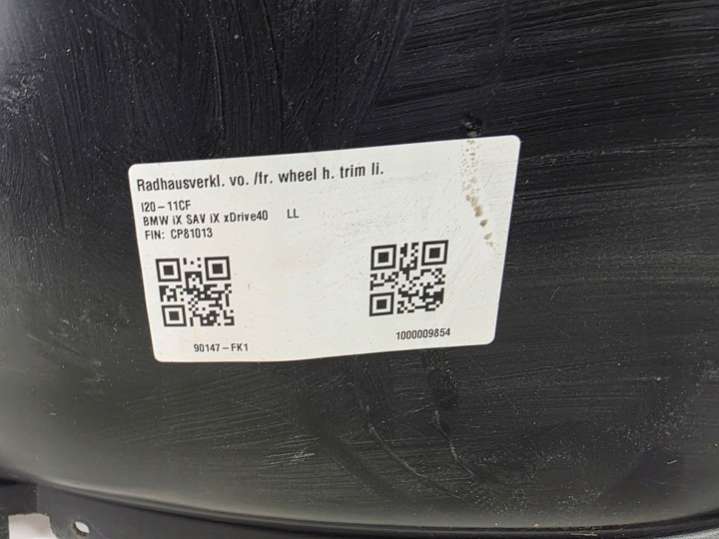 Radhausverkl. vo. /fr. wheel h. trim li.
I20-11CF
BMW iX SAV iX xDrive40 LL
FIN: CP81013
90147-FK1
1000009854